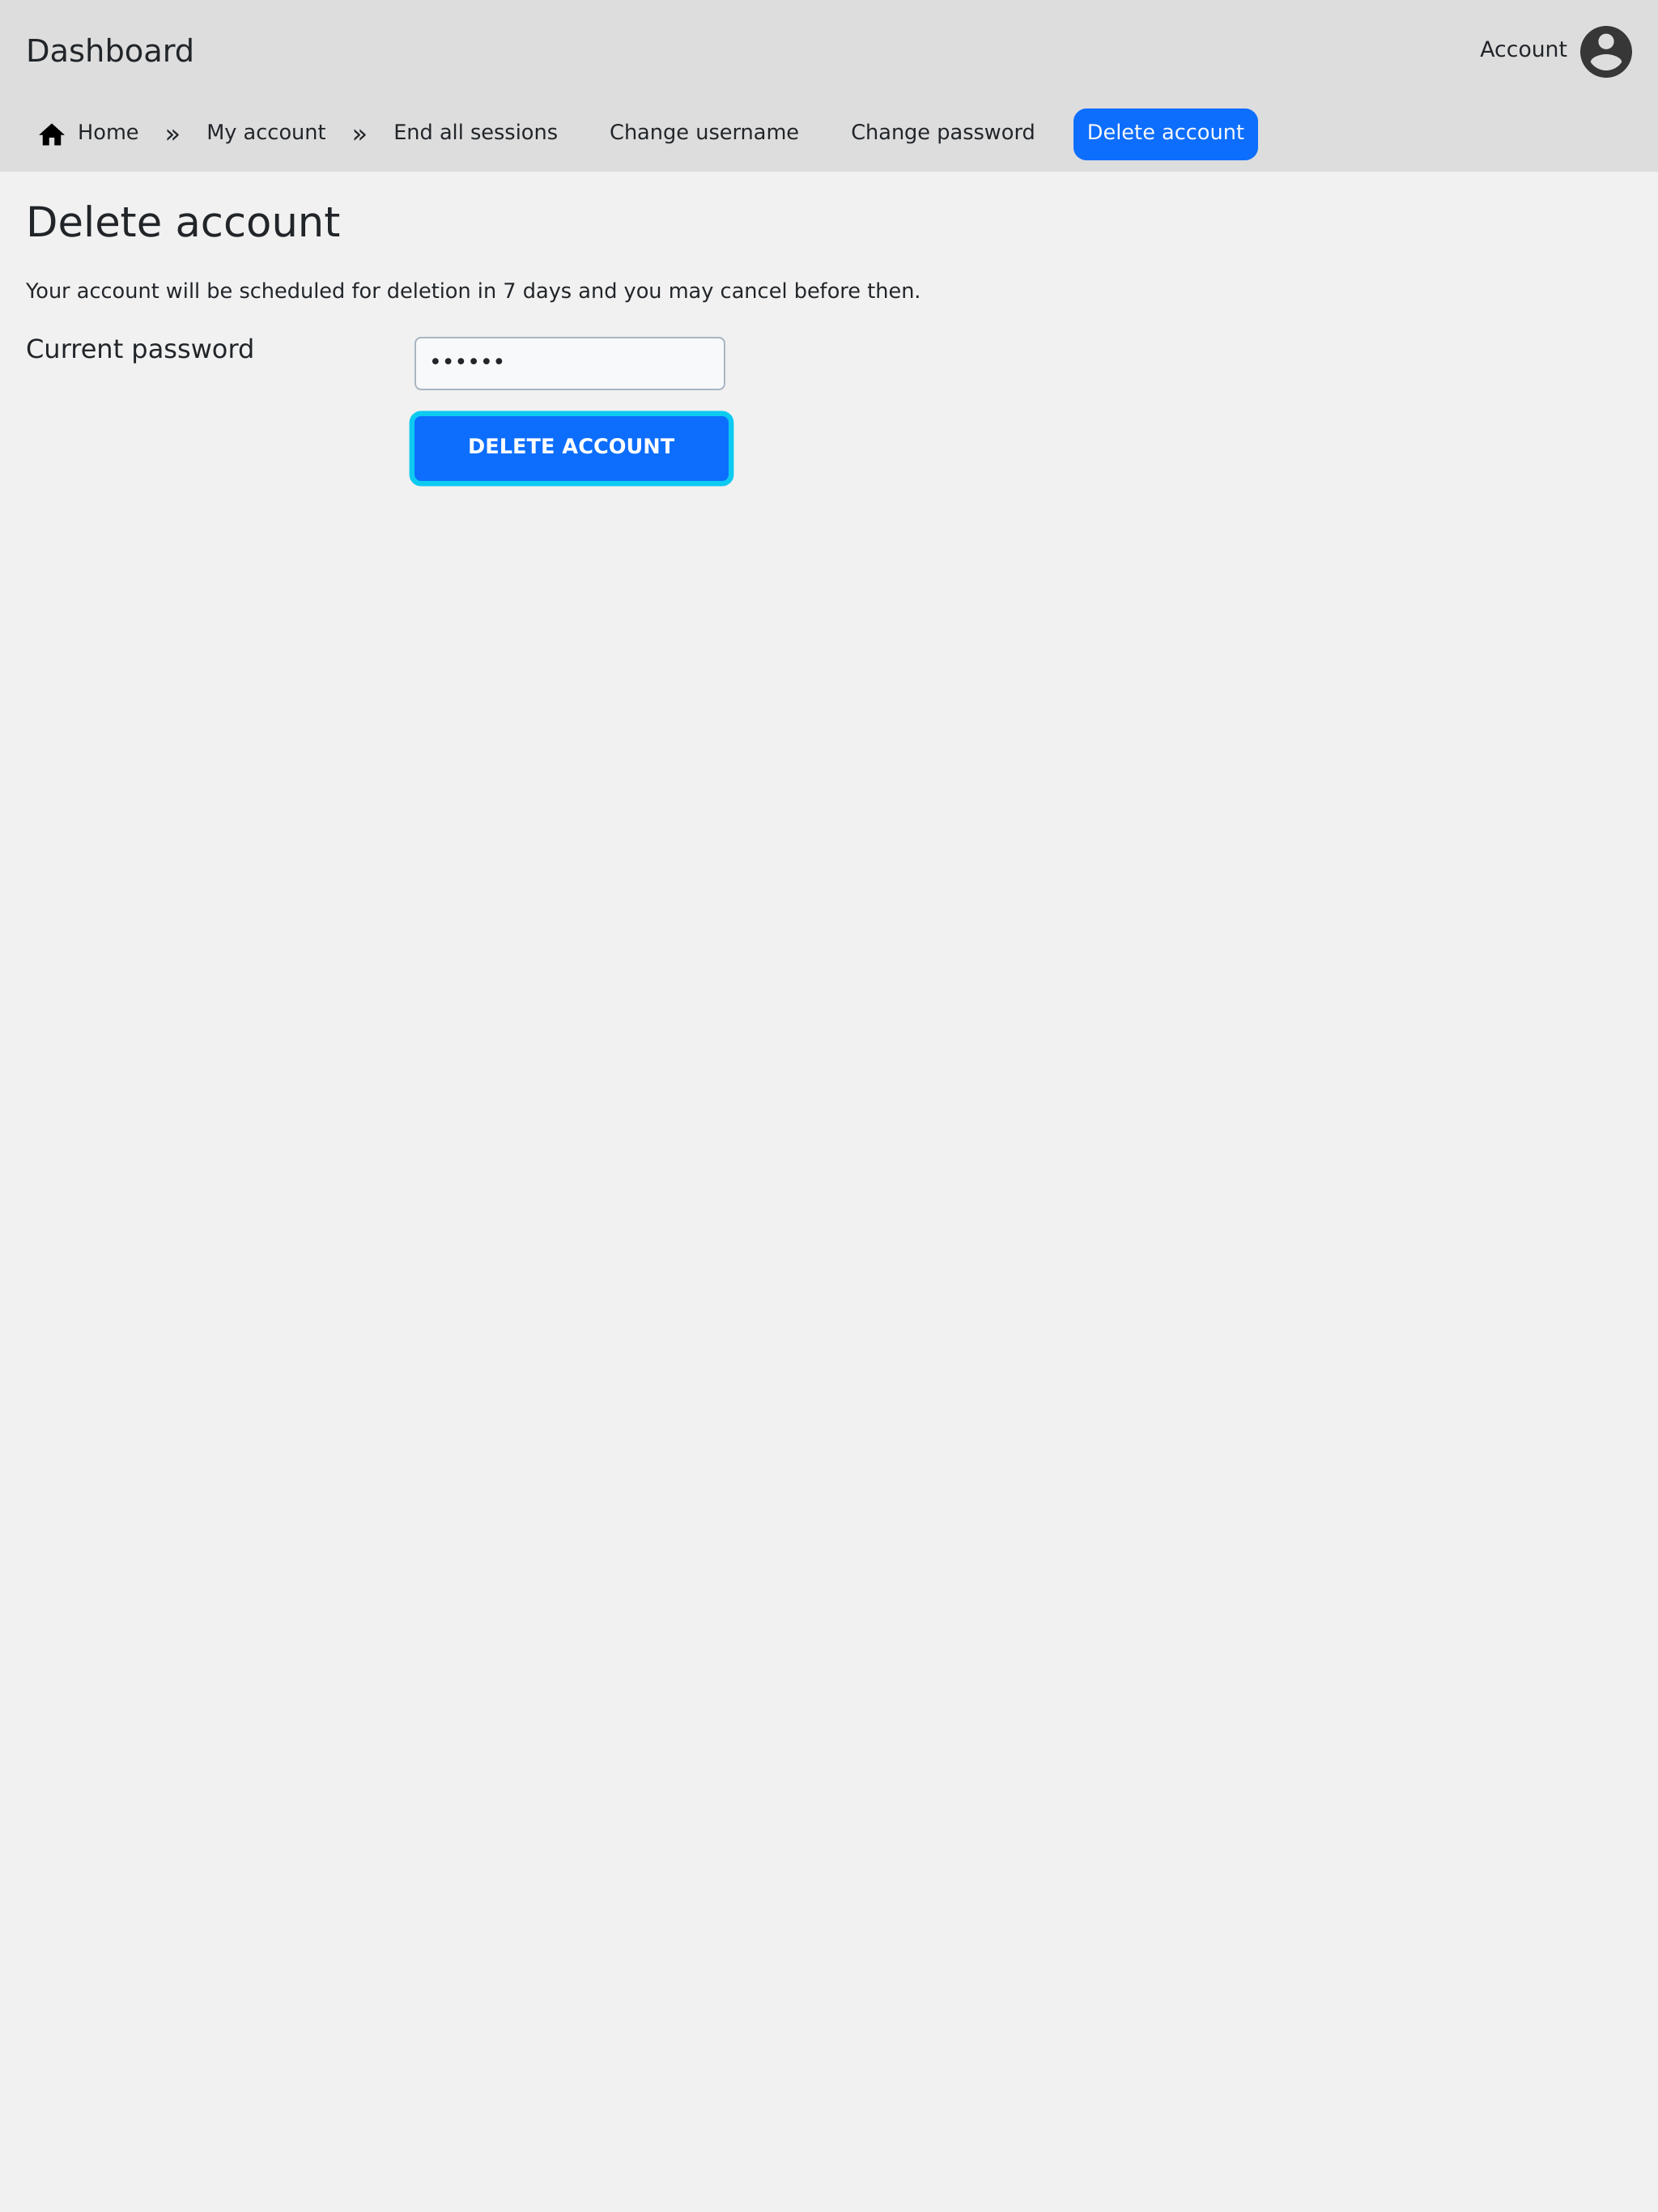 Dashboard
Account
Home » My account » End all sessions Change username Change password Delete account
Delete account
Your account will be scheduled for deletion in 7 days and you may cancel before then.
Current password
••••••
DELETE ACCOUNT